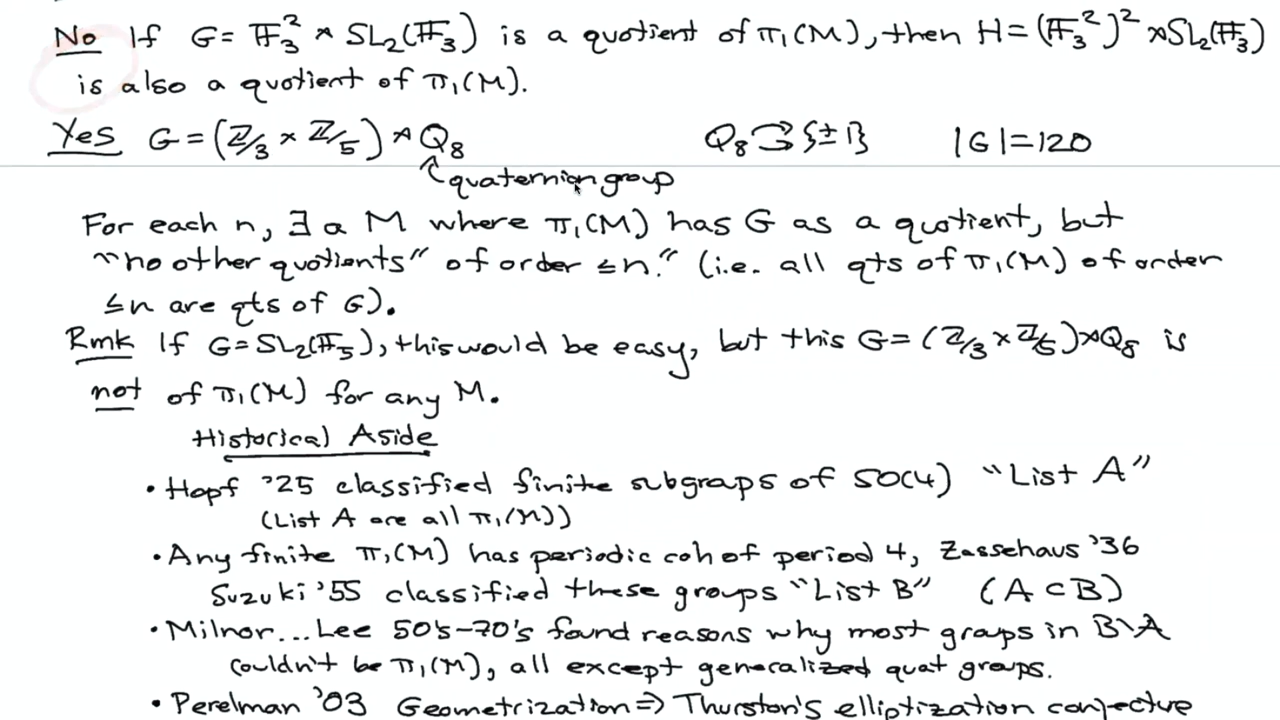 No If G = 𝔽₃² ⋊ SL₂(𝔽₃) is a quotient of π₁(M), then H = (𝔽₃²)² ⋊ SL₂(𝔽₃)
is also a quotient of π₁(M).
Yes G = (ℤ/3 × ℤ/5) ⋊ Q₈ Q₈ ⤳ {±1} |G| = 120
quaternion group
For each n, ∃ a M where π₁(M) has G as a quotient, but
"no other quotients" of order ≤ n." (i.e. all qts of π₁(M) of order
≤ n are qts of G).
Rmk If G = SL₂(𝔽₅), this would be easy, but this G = (ℤ/3 × ℤ/5) ⋊ Q₈ is
not of π₁(M) for any M.
Historical Aside
• Hopf '25 classified finite subgraps of SO(4) "List A"
(List A are all π₁(M))
• Any finite π₁(M) has periodic coh of period 4, Zassehaus '36
Suzuki '55 classified these groups "List B" (A ⊂ B)
• Milnor... Lee 50's-70's found reasons why most groups in B\A
couldn't be π₁(M), all except generalized quat groups.
• Perelman '03 Geometrization ⇒ Thurston's elliptization conjective